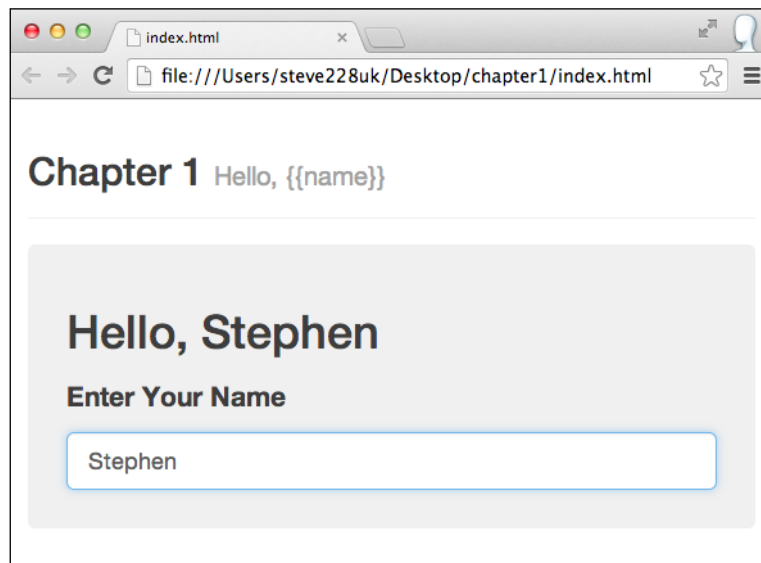 index.html
file:///Users/steve228uk/Desktop/chapter1/index.html
Chapter 1 Hello, {{name}}
Hello, Stephen
Enter Your Name
Stephen